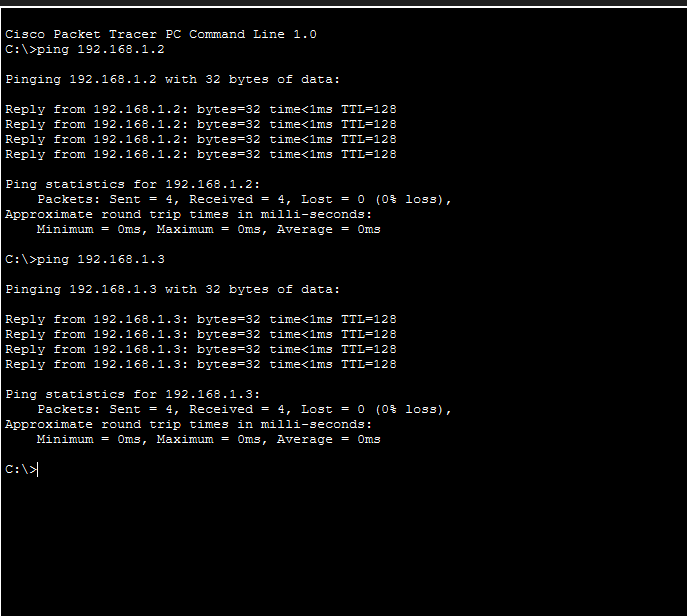 Cisco Packet Tracer PC Command Line 1.0
C:\>ping 192.168.1.2
Pinging 192.168.1.2 with 32 bytes of data:
Reply from 192.168.1.2: bytes=32 time<1ms TTL=128
Reply from 192.168.1.2: bytes=32 time<1ms TTL=128
Reply from 192.168.1.2: bytes=32 time<1ms TTL=128
Reply from 192.168.1.2: bytes=32 time<1ms TTL=128
Ping statistics for 192.168.1.2:
    Packets: Sent = 4, Received = 4, Lost = 0 (0% loss),
Approximate round trip times in milli-seconds:
    Minimum = 0ms, Maximum = 0ms, Average = 0ms
C:\>ping 192.168.1.3
Pinging 192.168.1.3 with 32 bytes of data:
Reply from 192.168.1.3: bytes=32 time<1ms TTL=128
Reply from 192.168.1.3: bytes=32 time<1ms TTL=128
Reply from 192.168.1.3: bytes=32 time<1ms TTL=128
Reply from 192.168.1.3: bytes=32 time<1ms TTL=128
Ping statistics for 192.168.1.3:
    Packets: Sent = 4, Received = 4, Lost = 0 (0% loss),
Approximate round trip times in milli-seconds:
    Minimum = 0ms, Maximum = 0ms, Average = 0ms
C:\>